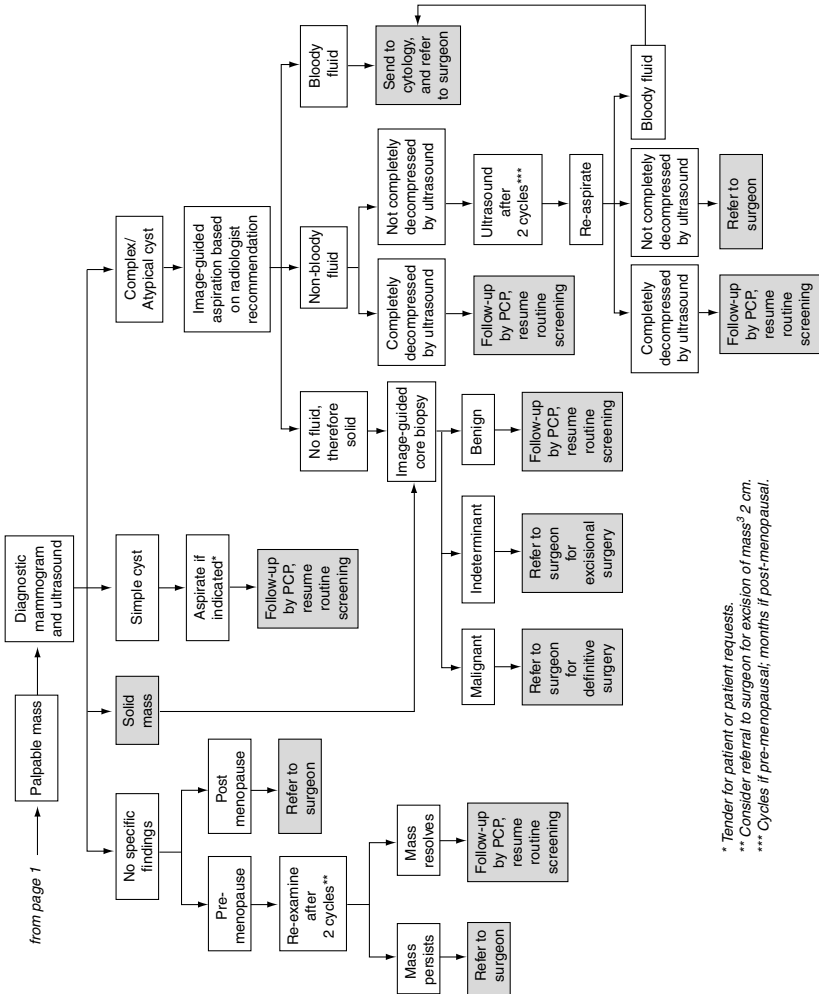 from page 1
Palpable mass
Diagnostic
mammogram
and ultrasound
No specific
findings
Solid
mass
Simple cyst
Complex/
Atypical cyst
Pre-
menopause
Post
menopause
Aspirate if
indicated*
Image-guided
aspiration based
on radiologist
recommendation
Re-examine
after
2 cycles**
Refer to
surgeon
Follow-up
by PCP,
resume
routine
screening
No fluid,
therefore
solid
Non-bloody
fluid
Bloody
fluid
Mass
persists
Mass
resolves
Image-guided
core biopsy
Completely
decompressed
by ultrasound
Not completely
decompressed
by ultrasound
Send to
cytology,
and refer
to surgeon
Refer to
surgeon
Follow-up
by PCP,
resume
routine
screening
Malignant
Indeterminant
Benign
Follow-up
by PCP,
resume
routine
screening
Ultrasound
after
2 cycles***
Refer to
surgeon
for
definitive
surgery
Refer to
surgeon
for
excisional
surgery
Follow-up
by PCP,
resume
routine
screening
Re-aspirate
Completely
decompressed
by ultrasound
Not completely
decompressed
by ultrasound
Bloody fluid
Follow-up
by PCP,
resume
routine
screening
Refer to
surgeon
* Tender for patient or patient requests.
** Consider referral to surgeon for excision of mass³ 2 cm.
*** Cycles if pre-menopausal; months if post-menopausal.